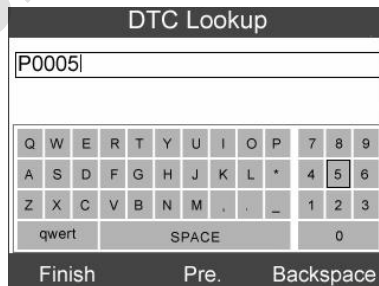 DTC Lookup
P0005
Q W E R T Y U I O P 7 8 9
A S D F G H J K L * 4 5 6
Z X C V B N M , . _ 1 2 3
qwert SPACE 0
Finish Pre. Backspace